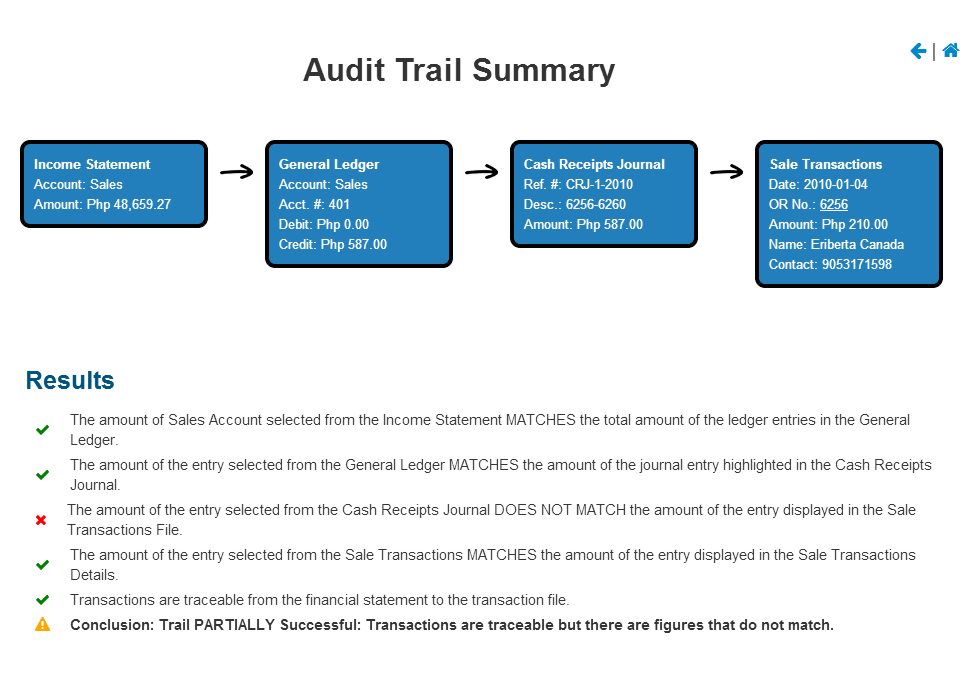 Audit Trail Summary
Income Statement
Account: Sales
Amount: Php 48,659.27
General Ledger
Account: Sales
Acct. #: 401
Debit: Php 0.00
Credit: Php 587.00
Cash Receipts Journal
Ref. #: CRJ-1-2010
Desc.: 6256-6260
Amount: Php 587.00
Sale Transactions
Date: 2010-01-04
OR No.: 6256
Amount: Php 210.00
Name: Eriberta Canada
Contact: 9053171598
Results
The amount of Sales Account selected from the Income Statement MATCHES the total amount of the ledger entries in the General
Ledger.
The amount of the entry selected from the General Ledger MATCHES the amount of the journal entry highlighted in the Cash Receipts
Journal.
The amount of the entry selected from the Cash Receipts Journal DOES NOT MATCH the amount of the entry displayed in the Sale
Transactions File.
The amount of the entry selected from the Sale Transactions MATCHES the amount of the entry displayed in the Sale Transactions
Details.
Transactions are traceable from the financial statement to the transaction file.
Conclusion: Trail PARTIALLY Successful: Transactions are traceable but there are figures that do not match.